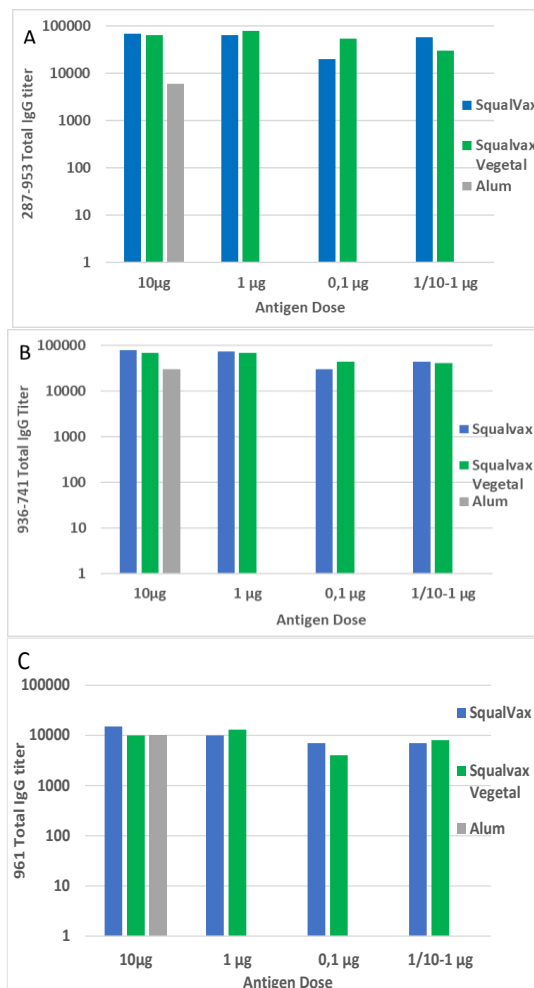 A
287-953 Total IgG titer
100000
10000
1000
100
10
1
10µg
1 µg
0,1 µg
1/10-1 µg
Antigen Dose
SqualVax
Squalvax
Vegetal
Alum
B
936-741 Total IgG Titer
100000
10000
1000
100
10
1
10µg
1 µg
0,1 µg
1/10-1 µg
Antigen Dose
Squalvax
Squalvax
Vegetal
Alum
C
961 Total IgG titer
100000
10000
1000
100
10
1
10µg
1 µg
0,1 µg
1/10-1 µg
Antigen Dose
SqualVax
Squalvax
Vegetal
Alum